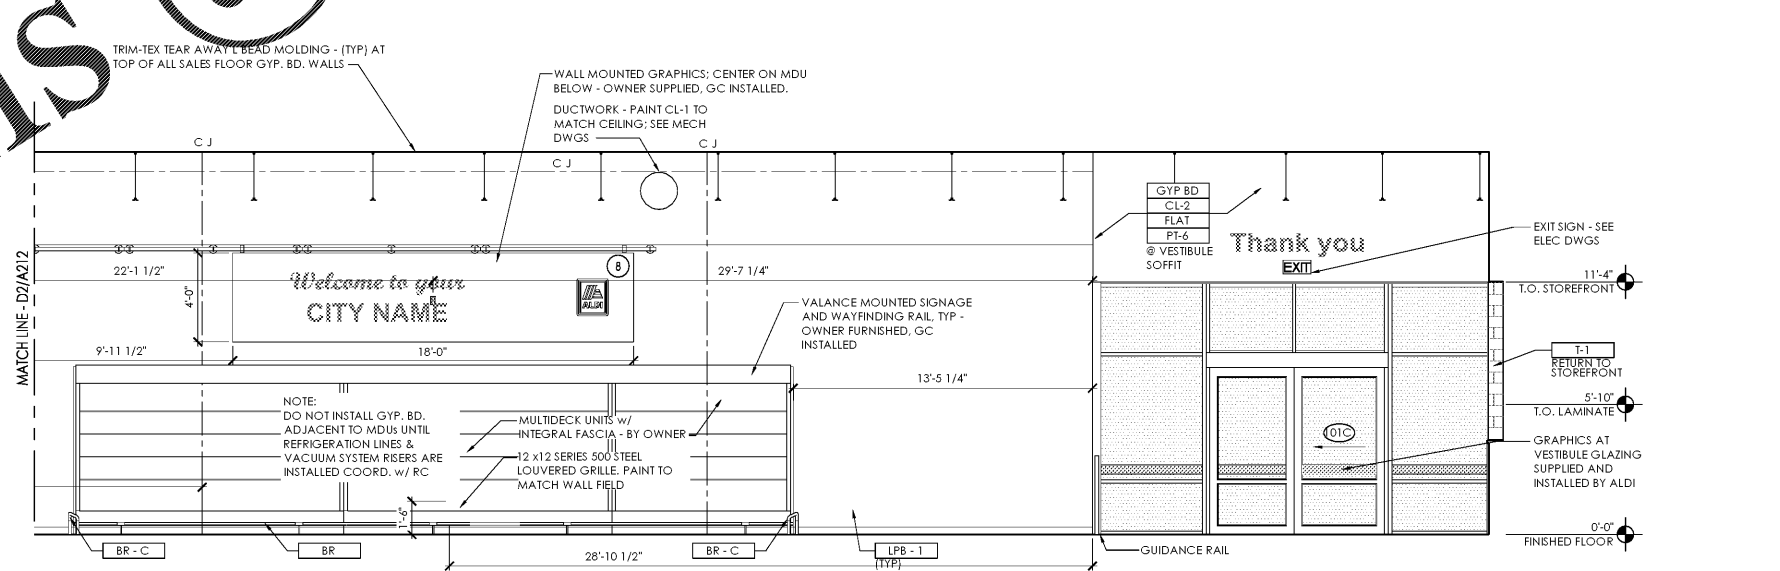 is
TRIM-TEX TEAR AWAY L BEAD MOLDING - (TYP) AT
TOP OF ALL SALES FLOOR GYP. BD. WALLS
WALL MOUNTED GRAPHICS; CENTER ON MDU
BELOW - OWNER SUPPLIED, GC INSTALLED.
DUCTWORK - PAINT CL-1 TO
MATCH CEILING; SEE MECH
DWGS
C J
C J
C J
GYP BD
CL-2
FLAT
PT-6
@ VESTIBULE
SOFFIT
Thank you
EXIT
EXIT SIGN - SEE
ELEC DWGS
MATCH LINE - D2/A212
22'-1 1/2"
4'-0"
Welcome to your
CITY NAME
ALDI
8
29'-7 1/4"
11'-4"
T.O. STOREFRONT
VALANCE MOUNTED SIGNAGE
AND WAYFINDING RAIL, TYP -
OWNER FURNISHED, GC
INSTALLED
9'-11 1/2"
18'-0"
13'-5 1/4"
T-1
RETURN TO
STOREFRONT
5'-10"
T.O. LAMINATE
NOTE:
DO NOT INSTALL GYP. BD.
ADJACENT TO MDUs UNTIL
REFRIGERATION LINES &
VACUUM SYSTEM RISERS ARE
INSTALLED COORD. w/ RC
MULTIDECK UNITS w/
INTEGRAL FASCIA - BY OWNER
12 x12 SERIES 500 STEEL
LOUVERED GRILLE. PAINT TO
MATCH WALL FIELD
101C
GRAPHICS AT
VESTIBULE GLAZING
SUPPLIED AND
INSTALLED BY ALDI
1'-6"
0'-0"
FINISHED FLOOR
BR - C
BR
BR - C
LPB - 1
(TYP)
GUIDANCE RAIL
28'-10 1/2"